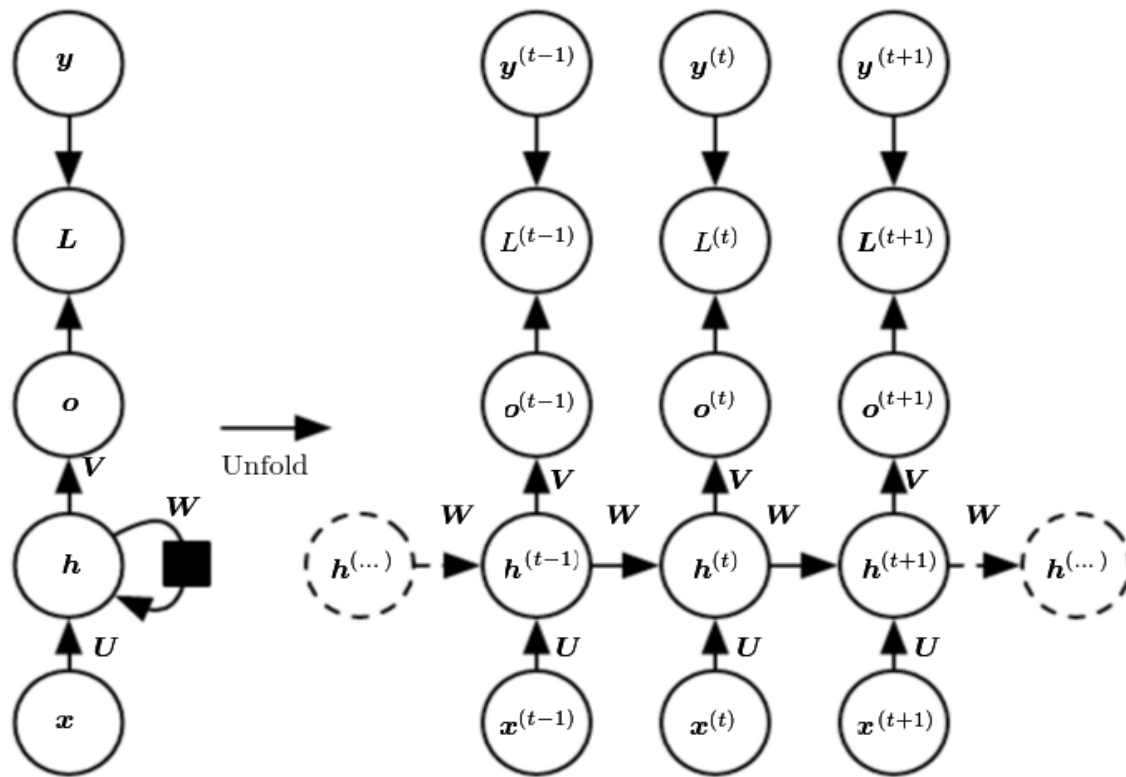 y y(t−1) y(t) y(t+1)
L L(t−1) L(t) L(t+1)
o o(t−1) o(t) o(t+1)
Unfold
V V V V
W W W W W
h h(...) h(t−1) h(t) h(t+1) h(...)
U U U U
x x(t−1) x(t) x(t+1)